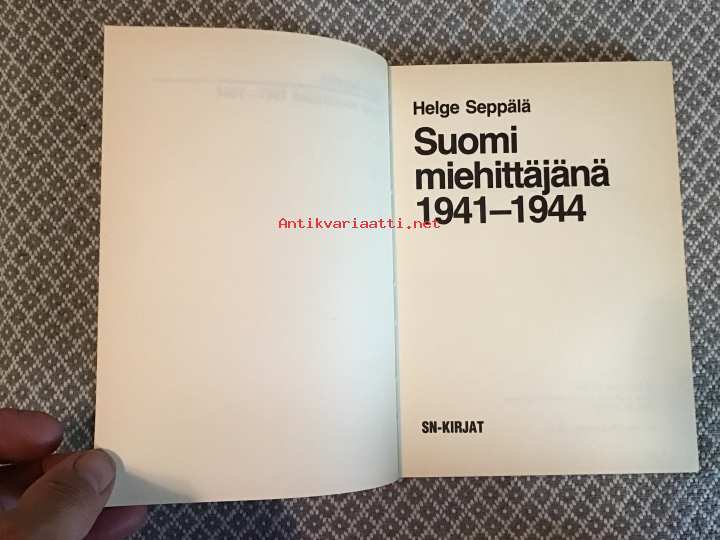 Helge Seppälä
Suomi
miehittäjänä
1941–1944
Antikvariaatti.net
SN-KIRJAT